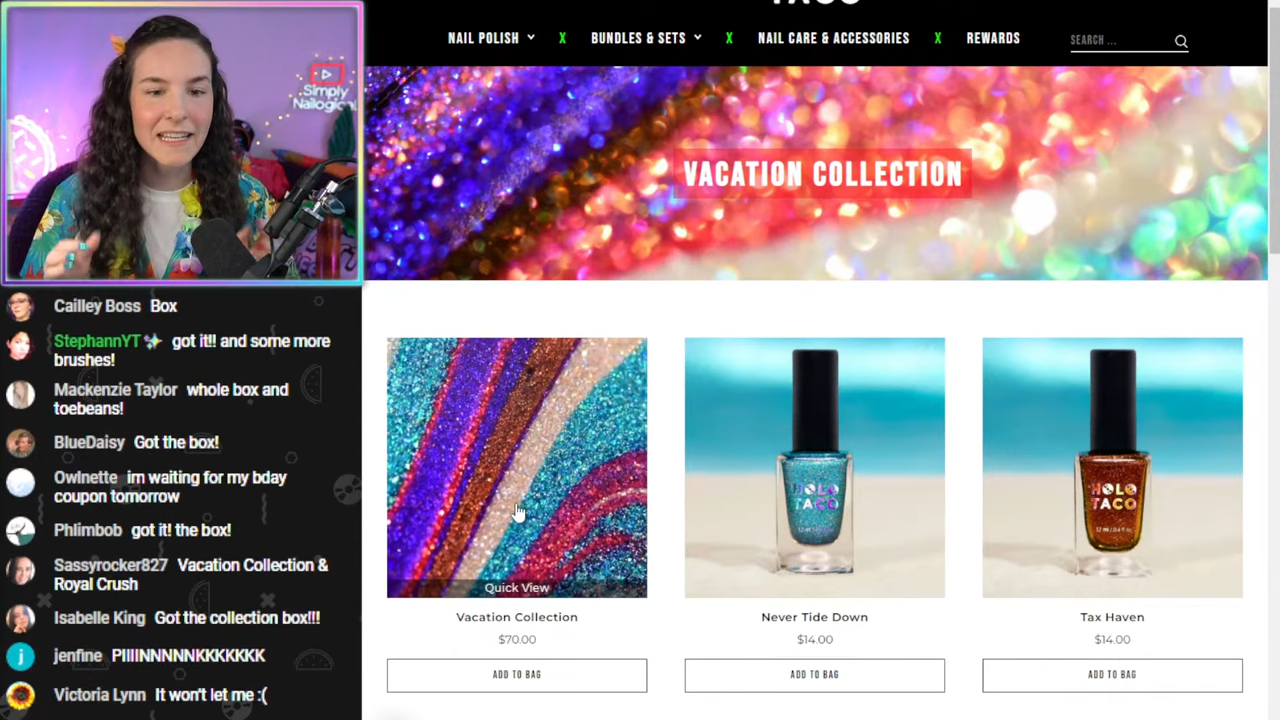 TACO
NAIL POLISH
X
BUNDLES & SETS
X
NAIL CARE & ACCESSORIES
X
REWARDS
SEARCH ...
Simply
Nailogical
VACATION COLLECTION
Cailley Boss Box
StephannYT got it!! and some more
brushes!
Mackenzie Taylor whole box and
toebeans!
BlueDaisy Got the box!
Owlnette im waiting for my bday
coupon tomorrow
Phlimbob got it! the box!
Sassyrocker827 Vacation Collection &
Royal Crush
Isabelle King Got the collection box!!!
jenfine PIIIINNNNNKKKKKKK
j
Victoria Lynn It won't let me :(
Quick View
Vacation Collection
$70.00
ADD TO BAG
HOLO
TACO
Never Tide Down
$14.00
ADD TO BAG
HOLO
TACO
Tax Haven
$14.00
ADD TO BAG